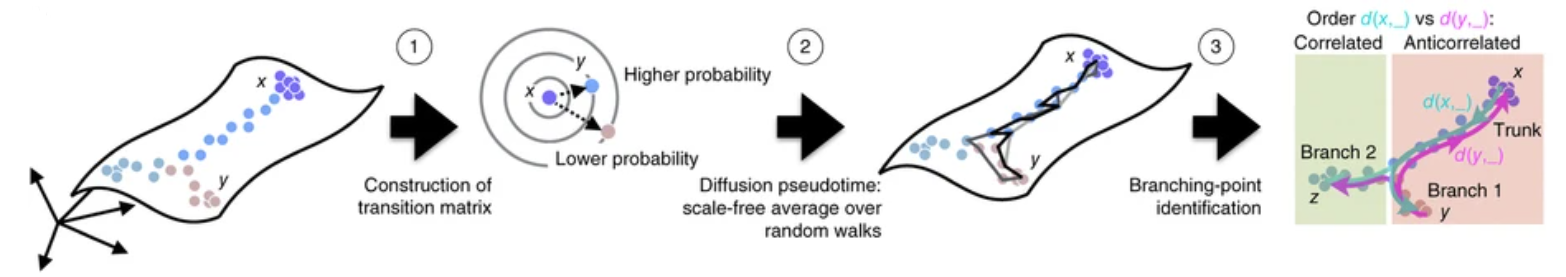 x
y
1
Construction of
transition matrix
x
y
Higher probability
Lower probability
2
Diffusion pseudotime:
scale-free average over
random walks
x
y
3
Branching-point
identification
Order d(x,_) vs d(y,_):
Correlated Anticorrelated
x
d(x,_)
Trunk
d(y,_)
Branch 2
z
Branch 1
y